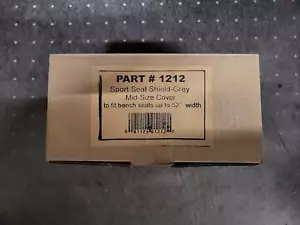 PART # 1212
Sport Seat Shield-Grey
Mid-Size Cover
to fit bench seats up to 52" width